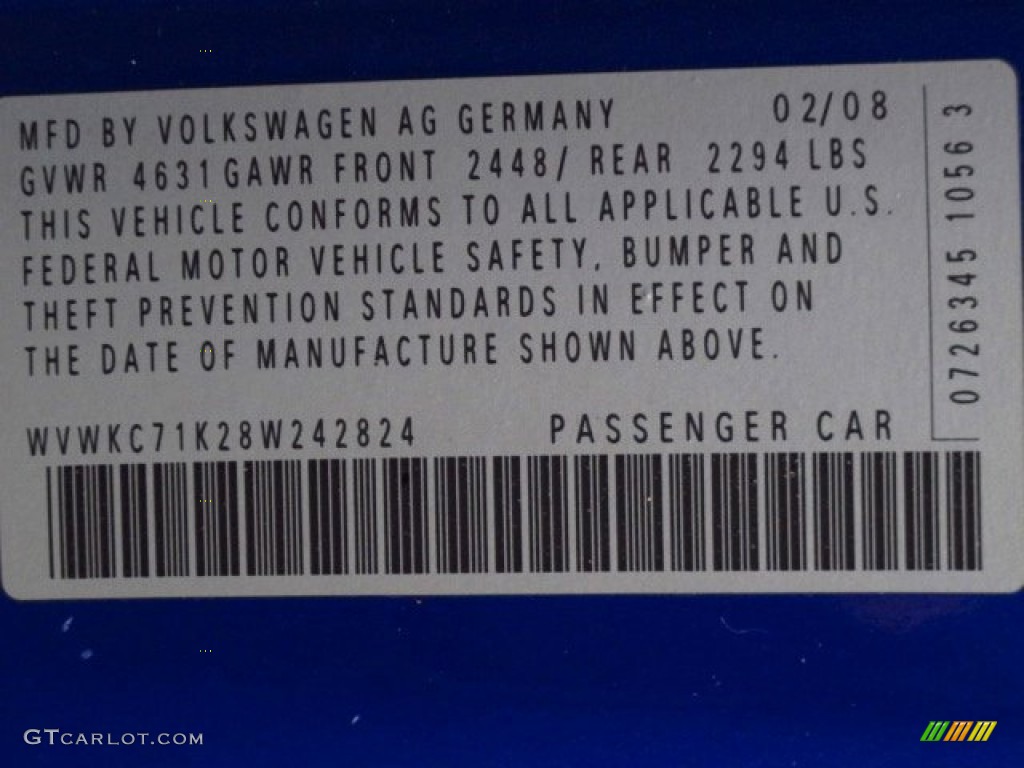 MFD BY VOLKSWAGEN AG GERMANY 02/08
GVWR 4631 GAWR FRONT 2448/ REAR 2294 LBS
THIS VEHICLE CONFORMS TO ALL APPLICABLE U.S.
FEDERAL MOTOR VEHICLE SAFETY, BUMPER AND
THEFT PREVENTION STANDARDS IN EFFECT ON
THE DATE OF MANUFACTURE SHOWN ABOVE.
WVWKC71K28W242824 PASSENGER CAR
0726345 1056 3
GTCARLOT.COM